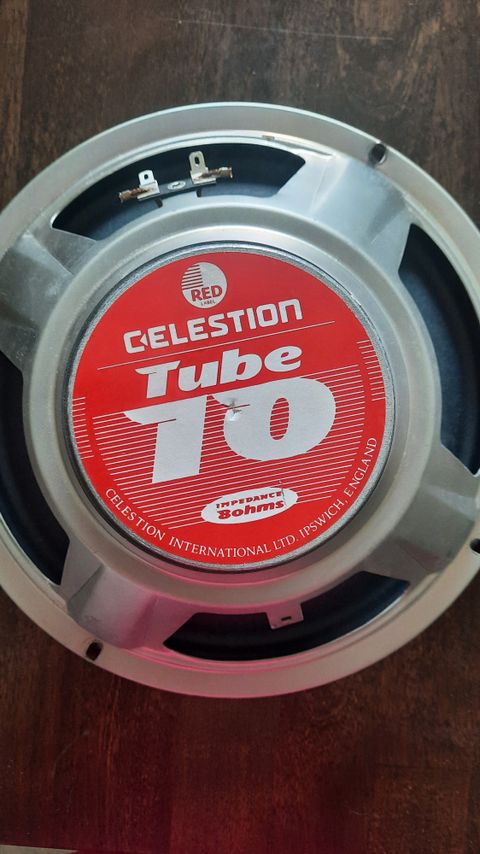 RED
LABEL
CELESTION
Tube
10
IMPEDANCE
8ohms
CELESTION INTERNATIONAL LTD. IPSWICH, ENGLAND